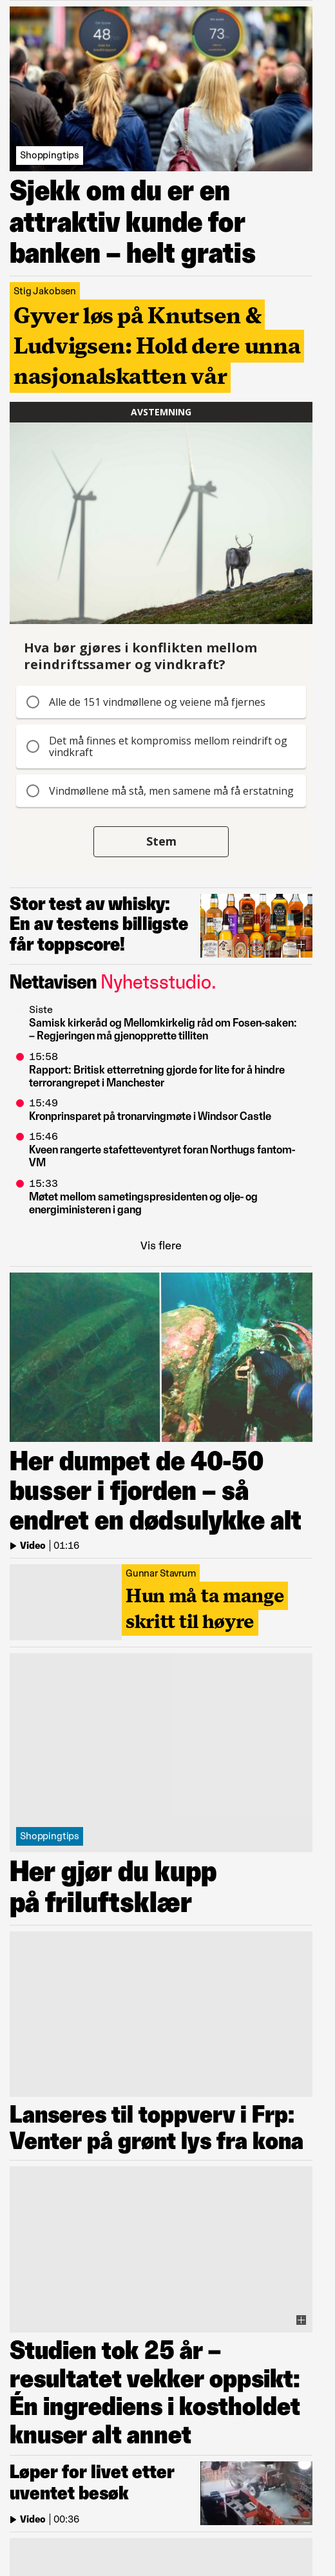 48
73
Shoppingtips
Sjekk om du er en
attraktiv kunde for
banken – helt gratis
Stig Jakobsen
Gyver løs på Knutsen &
Ludvigsen: Hold dere unna
nasjonalskatten vår
AVSTEMNING
Hva bør gjøres i konflikten mellom
reindriftssamer og vindkraft?
Alle de 151 vindmøllene og veiene må fjernes
Det må finnes et kompromiss mellom reindrift og
vindkraft
Vindmøllene må stå, men samene må få erstatning
Stem
Stor test av whisky:
En av testens billigste
får toppscore!
Nettavisen Nyhetsstudio.
Siste
Samisk kirkeråd og Mellomkirkelig råd om Fosen-saken:
– Regjeringen må gjenopprette tilliten
15:58
Rapport: Britisk etterretning gjorde for lite for å hindre
terrorangrepet i Manchester
15:49
Kronprinsparet på tronarvingmøte i Windsor Castle
15:46
Kveen rangerte stafetteventyret foran Northugs fantom-
VM
15:33
Møtet mellom sametingspresidenten og olje- og
energiministeren i gang
Vis flere
Her dumpet de 40-50
busser i fjorden – så
endret en dødsulykke alt
Video | 01:16
Gunnar Stavrum
Hun må ta mange
skritt til høyre
Shoppingtips
Her gjør du kupp
på friluftsklær
Lanseres til toppverv i Frp:
Venter på grønt lys fra kona
Studien tok 25 år –
resultatet vekker oppsikt:
Én ingrediens i kostholdet
knuser alt annet
Løper for livet etter
uventet besøk
Video | 00:36